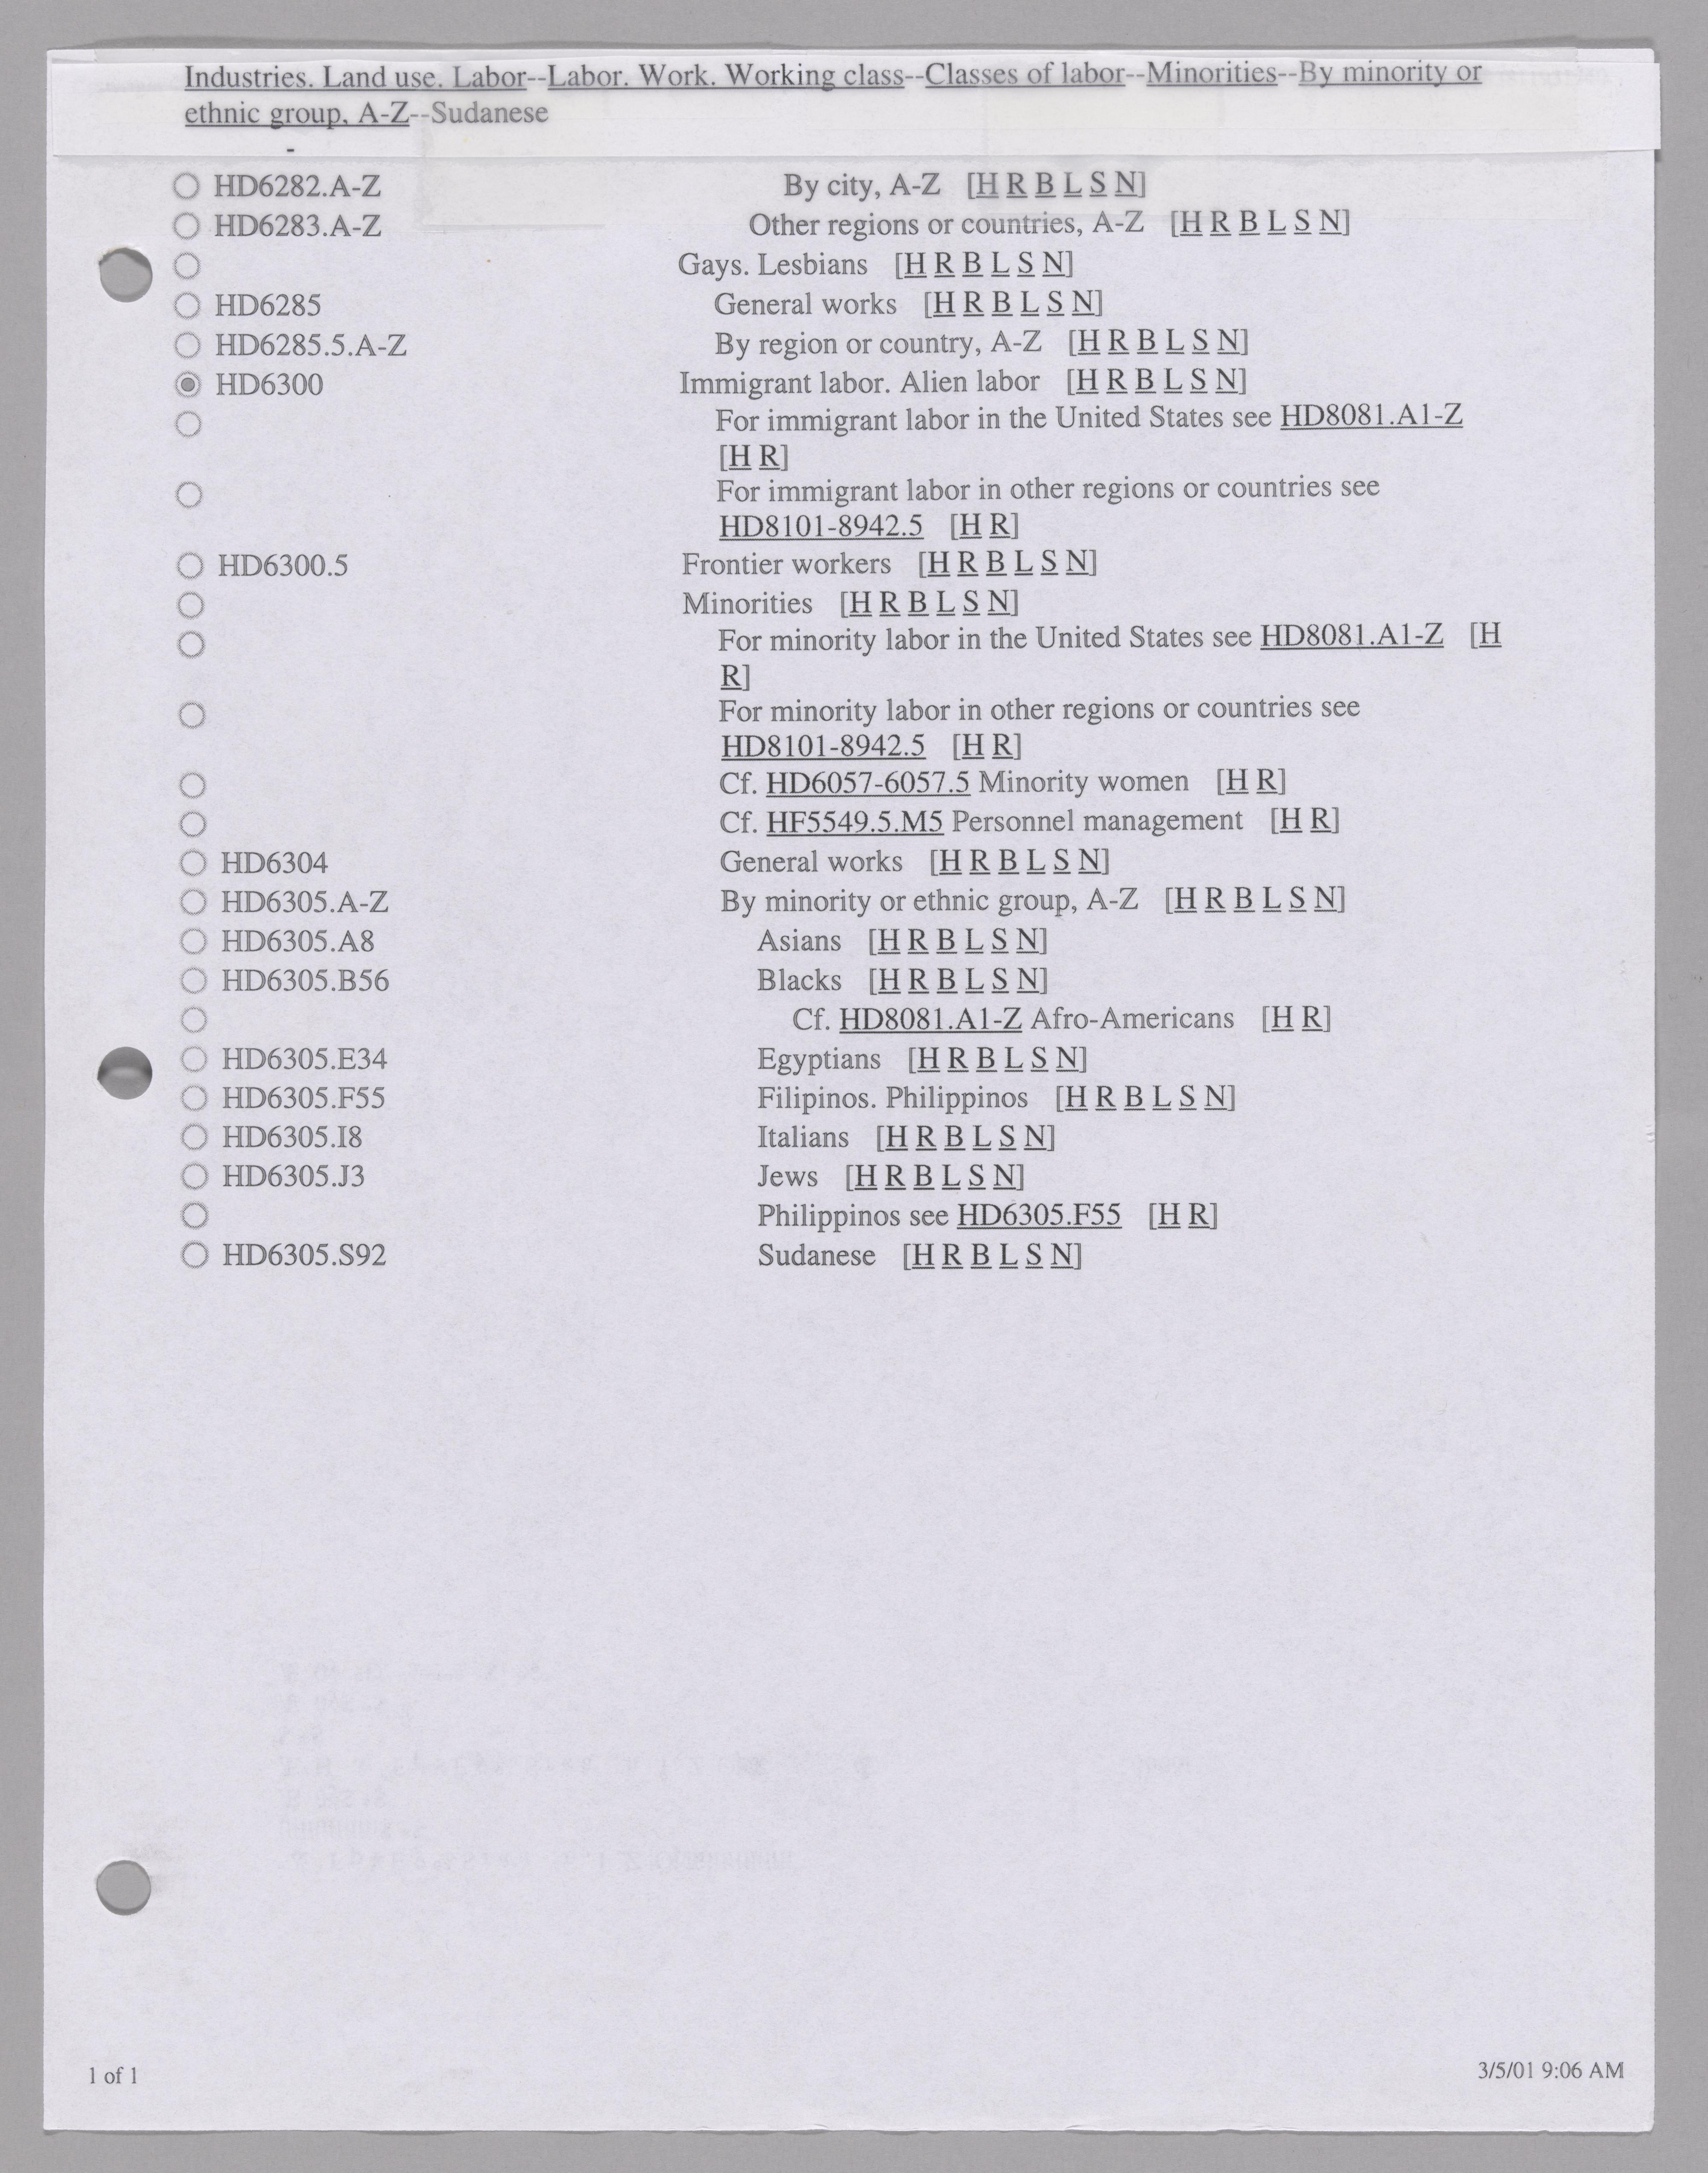 Industries. Land use. Labor--Labor. Work. Working class--Classes of labor--Minorities--By minority or
ethnic group, A-Z--Sudanese
-
HD6282.A-Z By city, A-Z [H R B L S N]
HD6283.A-Z Other regions or countries, A-Z [H R B L S N]
Gays. Lesbians [H R B L S N]
HD6285 General works [H R B L S N]
HD6285.5.A-Z By region or country, A-Z [H R B L S N]
HD6300 Immigrant labor. Alien labor [H R B L S N]
For immigrant labor in the United States see HD8081.A1-Z
[H R]
For immigrant labor in other regions or countries see
HD8101-8942.5 [H R]
HD6300.5 Frontier workers [H R B L S N]
Minorities [H R B L S N]
For minority labor in the United States see HD8081.A1-Z [H
R]
For minority labor in other regions or countries see
HD8101-8942.5 [H R]
Cf. HD6057-6057.5 Minority women [H R]
Cf. HF5549.5.M5 Personnel management [H R]
HD6304 General works [H R B L S N]
HD6305.A-Z By minority or ethnic group, A-Z [H R B L S N]
HD6305.A8 Asians [H R B L S N]
HD6305.B56 Blacks [H R B L S N]
Cf. HD8081.A1-Z Afro-Americans [H R]
HD6305.E34 Egyptians [H R B L S N]
HD6305.F55 Filipinos. Philippinos [H R B L S N]
HD6305.I8 Italians [H R B L S N]
HD6305.J3 Jews [H R B L S N]
Philippinos see HD6305.F55 [H R]
HD6305.S92 Sudanese [H R B L S N]
1 of 1 3/5/01 9:06 AM